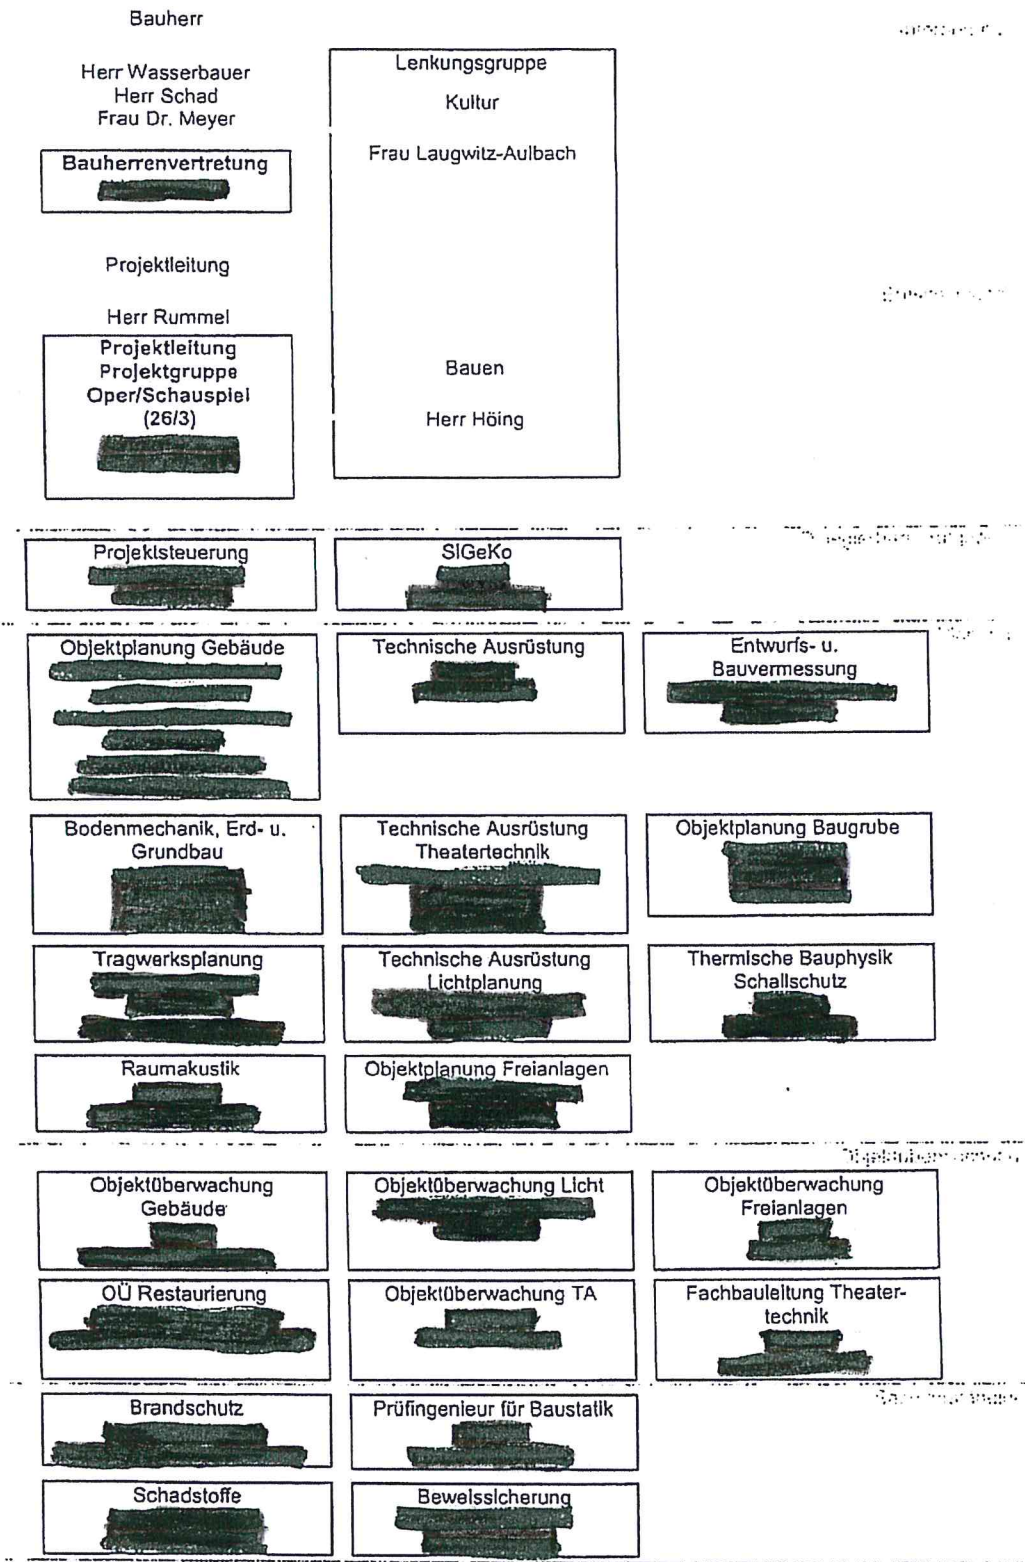 Bauherr
Herr Wasserbauer
Herr Schad
Frau Dr. Meyer
Bauherrenvertretung
Projektleitung
Herr Rummel
Projektleitung
Projektgruppe
Oper/Schauspiel
(26/3)
Lenkungsgruppe
Kultur
Frau Laugwitz-Aulbach
Bauen
Herr Höing
Projektsteuerung
SiGeKo
Objektplanung Gebäude
Technische Ausrüstung
Entwurfs- u.
Bauvermessung
Bodenmechanik, Erd- u.
Grundbau
Technische Ausrüstung
Theatertechnik
Objektplanung Baugrube
Tragwerksplanung
Technische Ausrüstung
Lichtplanung
Thermische Bauphysik
Schallschutz
Raumakustik
Objektplanung Freianlagen
Objektüberwachung
Gebäude
Objektüberwachung Licht
Objektüberwachung
Freianlagen
OÜ Restaurierung
Objektüberwachung TA
Fachbauleitung Theater-
technik
Brandschutz
Prüfingenieur für Baustatik
Schadstoffe
Beweissicherung